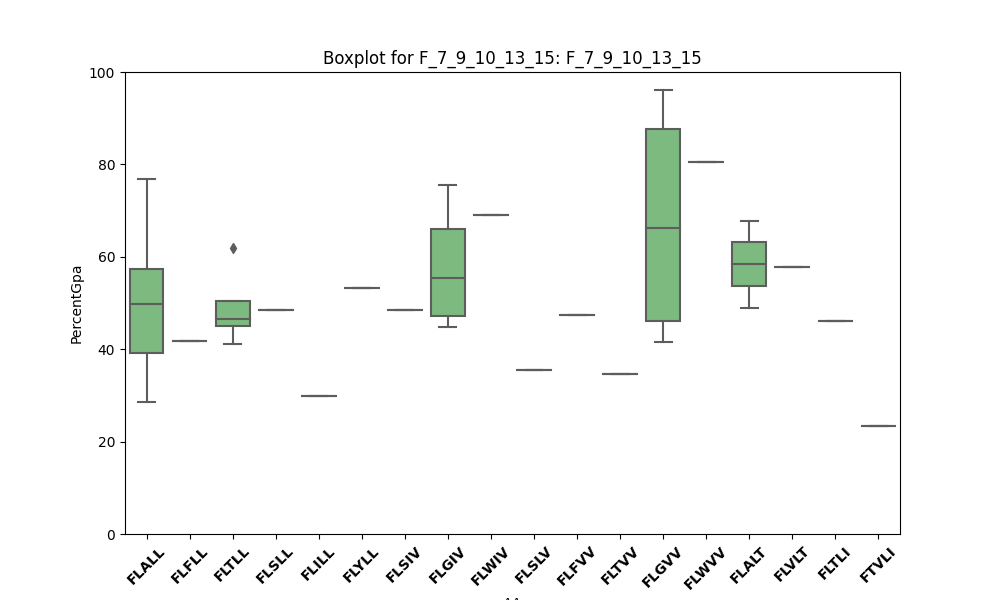 Boxplot for F_7_9_10_13_15: F_7_9_10_13_15
PercentGpa
100
80
60
40
20
0
FLALL
FLFLL
FLTLL
FLSLL
FLILL
FLYLL
FLSIV
FLGIV
FLWIV
FLSLV
FLFVV
FLTVV
FLGVV
FLWVV
FLALT
FLVLT
FLTLI
FTVLI